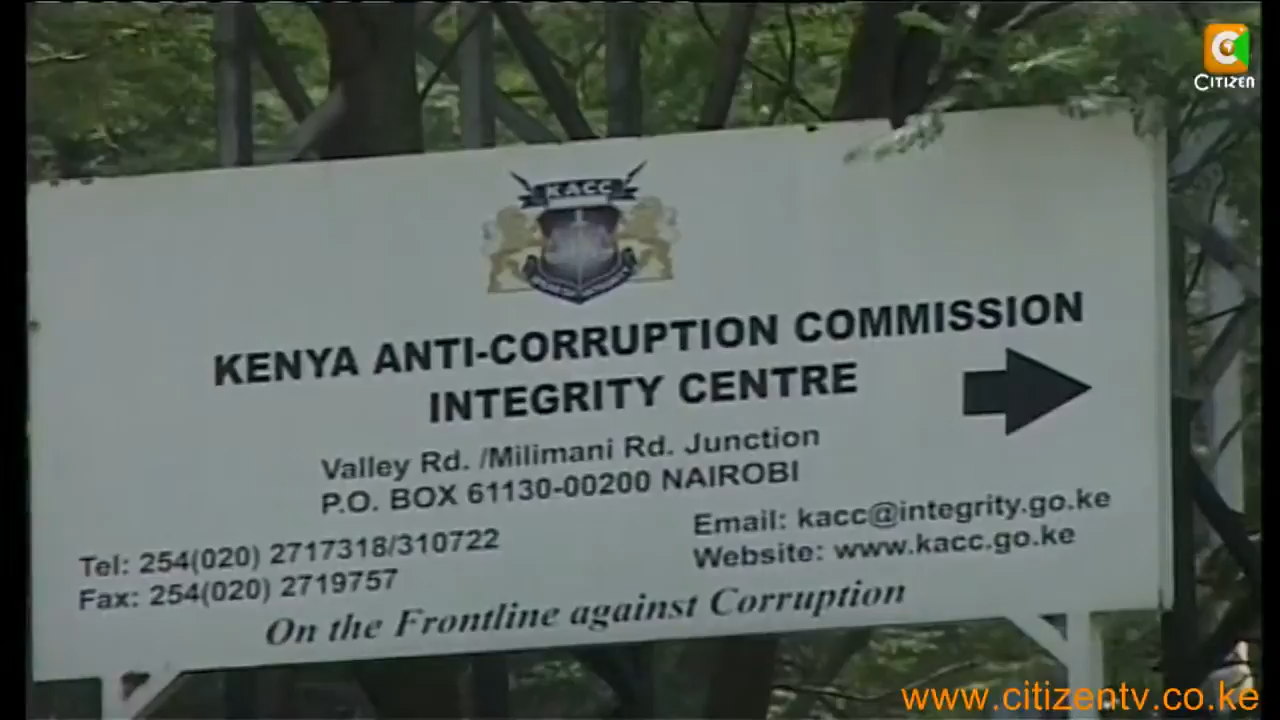 CITIZEN
KACC
KENYA ANTI-CORRUPTION COMMISSION
INTEGRITY CENTRE
Valley Rd. /Milimani Rd. Junction
P.O. BOX 61130-00200 NAIROBI
Tel: 254(020) 2717318/310722
Fax: 254(020) 2719757
Email: kacc@integrity.go.ke
Website: www.kacc.go.ke
On the Frontline against Corruption
www.citizentv.co.ke